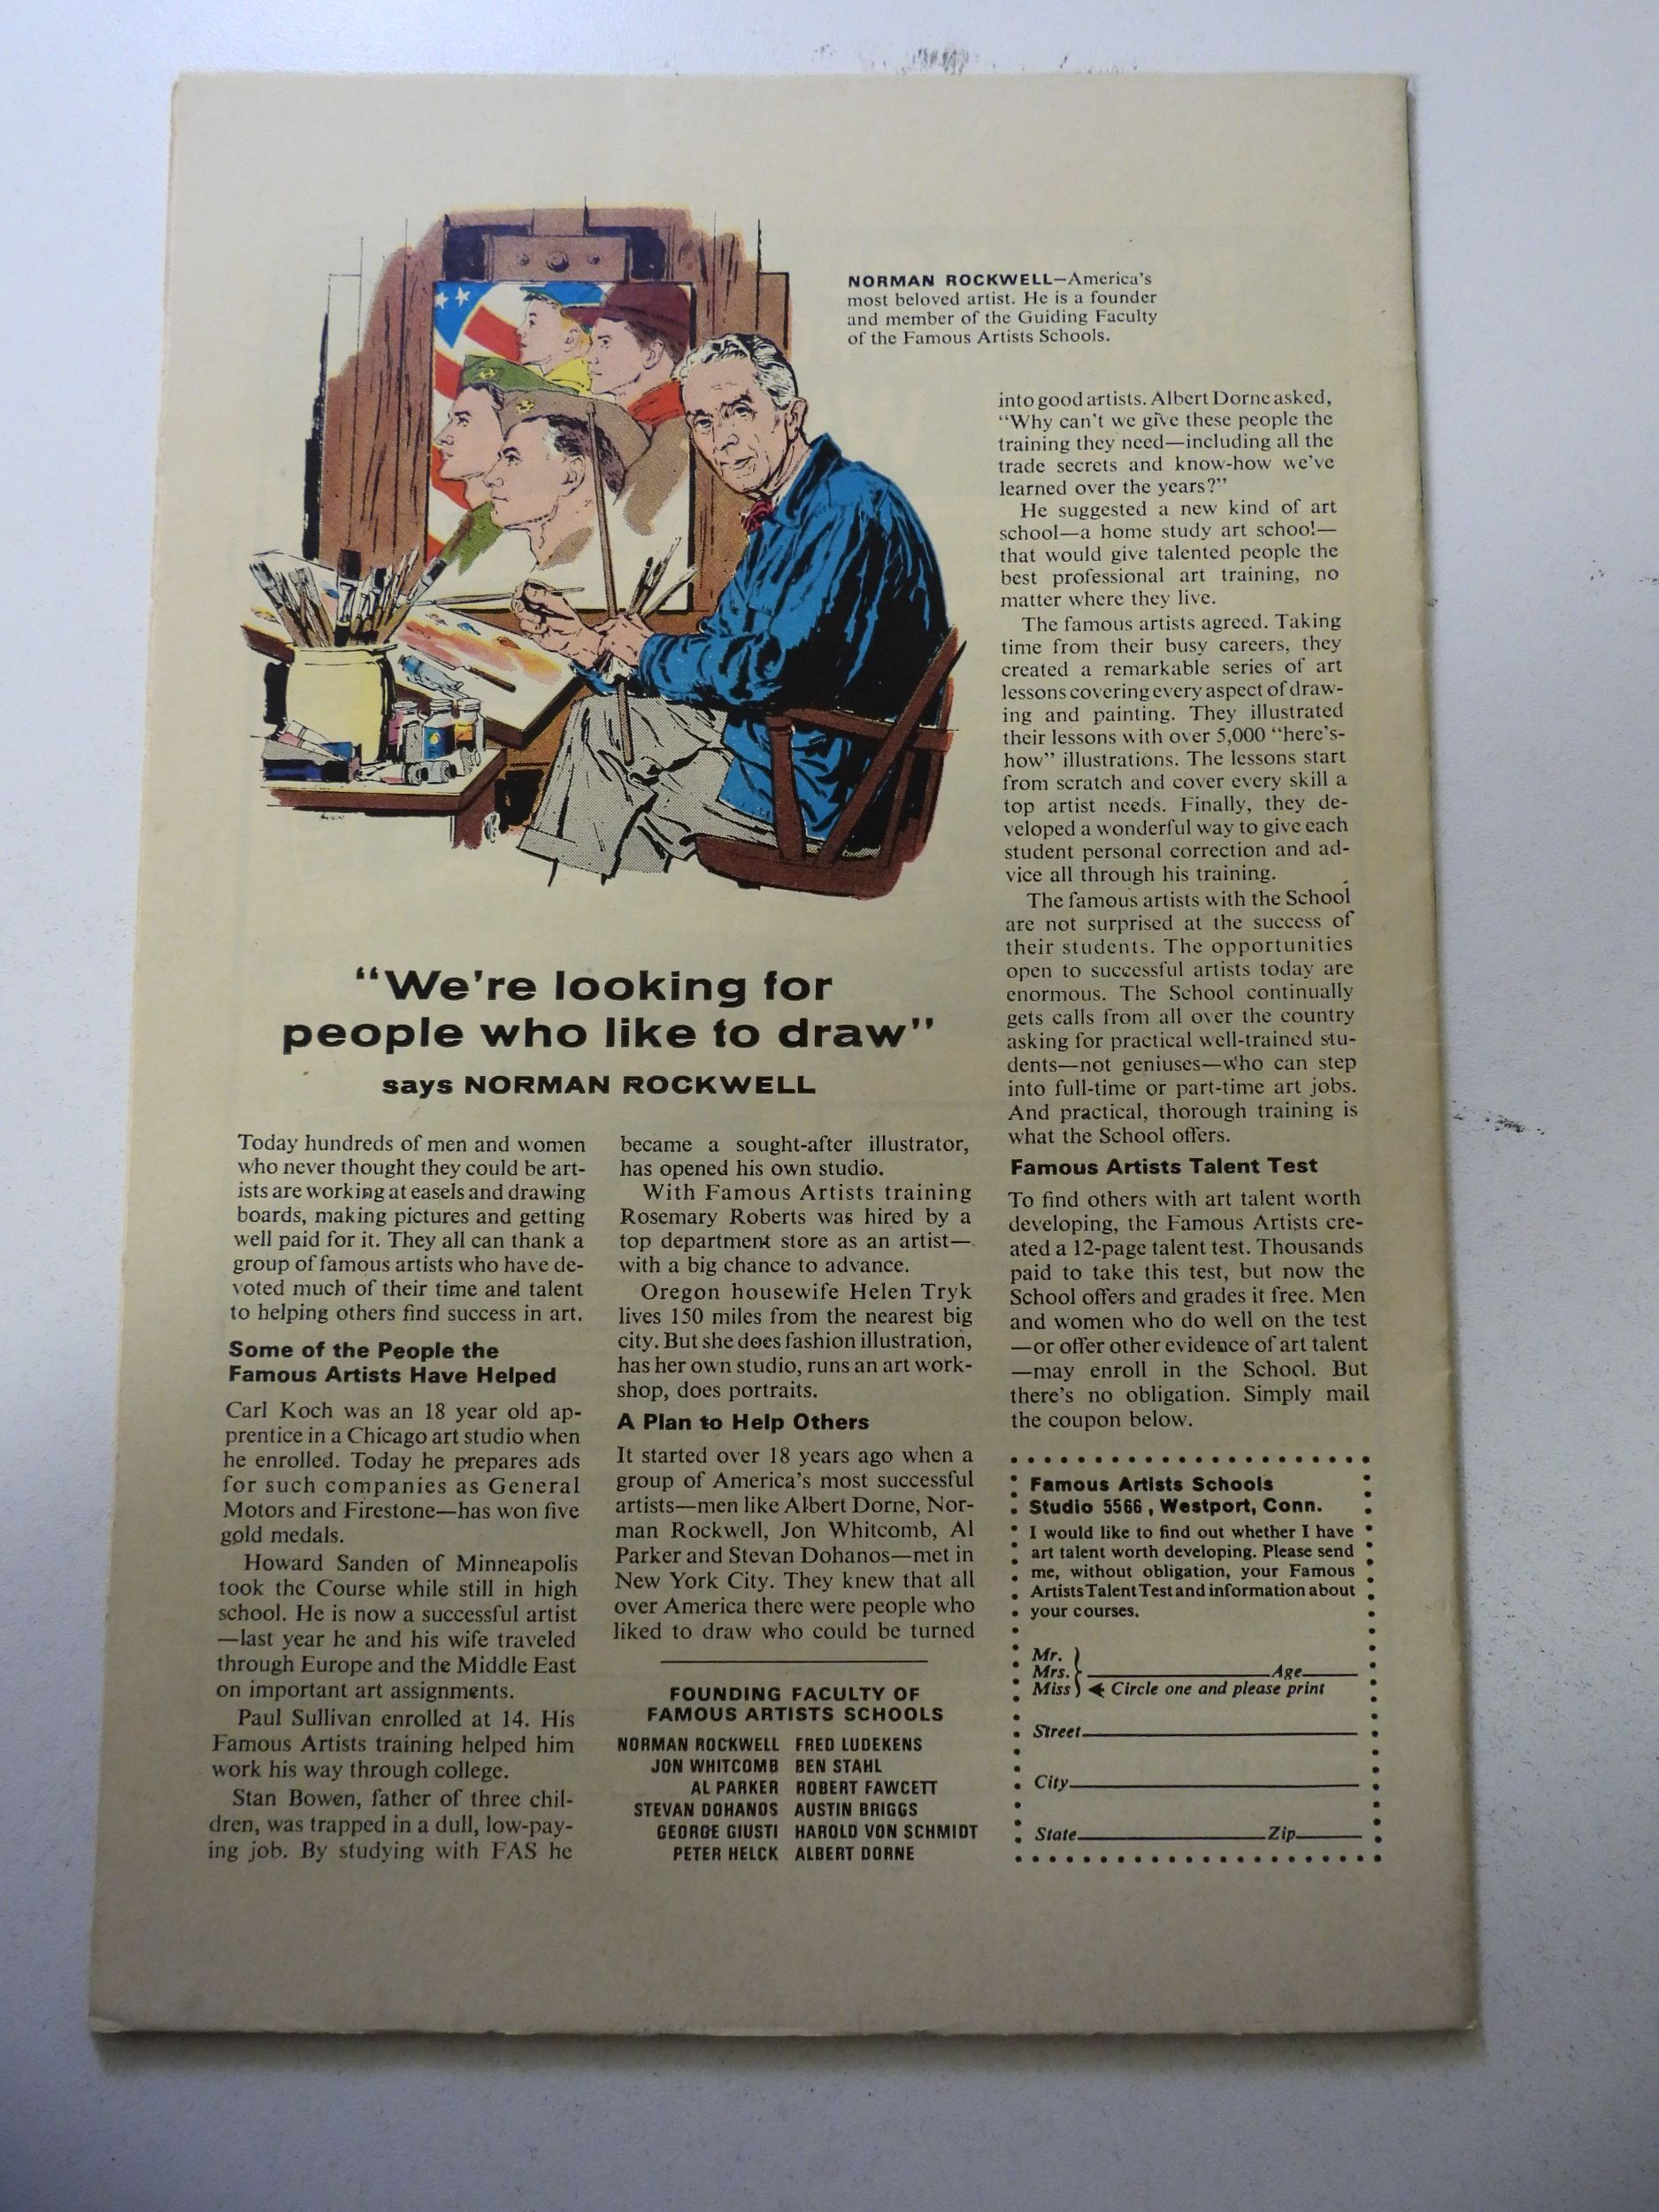 NORMAN ROCKWELL—America's
most beloved artist. He is a founder
and member of the Guiding Faculty
of the Famous Artists Schools.
"We're looking for
people who like to draw"
says NORMAN ROCKWELL
Today hundreds of men and women
who never thought they could be art-
ists are working at easels and drawing
boards, making pictures and getting
well paid for it. They all can thank a
group of famous artists who have de-
voted much of their time and talent
to helping others find success in art.
Some of the People the
Famous Artists Have Helped
Carl Koch was an 18 year old ap-
prentice in a Chicago art studio when
he enrolled. Today he prepares ads
for such companies as General
Motors and Firestone—has won five
gold medals.
Howard Sanden of Minneapolis
took the Course while still in high
school. He is now a successful artist
—last year he and his wife traveled
through Europe and the Middle East
on important art assignments.
Paul Sullivan enrolled at 14. His
Famous Artists training helped him
work his way through college.
Stan Bowen, father of three chil-
dren, was trapped in a dull, low-pay-
ing job. By studying with FAS he
became a sought-after illustrator,
has opened his own studio.
With Famous Artists training
Rosemary Roberts was hired by a
top department store as an artist—
with a big chance to advance.
Oregon housewife Helen Tryk
lives 150 miles from the nearest big
city. But she does fashion illustration,
has her own studio, runs an art work-
shop, does portraits.
A Plan to Help Others
It started over 18 years ago when a
group of America's most successful
artists—men like Albert Dorne, Nor-
man Rockwell, Jon Whitcomb, Al
Parker and Stevan Dohanos—met in
New York City. They knew that all
over America there were people who
liked to draw who could be turned
into good artists. Albert Dorne asked,
"Why can't we give these people the
training they need—including all the
trade secrets and know-how we've
learned over the years?"
He suggested a new kind of art
school—a home study art school—
that would give talented people the
best professional art training, no
matter where they live.
The famous artists agreed. Taking
time from their busy careers, they
created a remarkable series of art
lessons covering every aspect of draw-
ing and painting. They illustrated
their lessons with over 5,000 "here's-
how" illustrations. The lessons start
from scratch and cover every skill a
top artist needs. Finally, they de-
veloped a wonderful way to give each
student personal correction and ad-
vice all through his training.
The famous artists with the School
are not surprised at the success of
their students. The opportunities
open to successful artists today are
enormous. The School continually
gets calls from all over the country
asking for practical well-trained stu-
dents—not geniuses—who can step
into full-time or part-time art jobs.
And practical, thorough training is
what the School offers.
Famous Artists Talent Test
To find others with art talent worth
developing, the Famous Artists cre-
ated a 12-page talent test. Thousands
paid to take this test, but now the
School offers and grades it free. Men
and women who do well on the test
—or offer other evidence of art talent
—may enroll in the School. But
there's no obligation. Simply mail
the coupon below.
FOUNDING FACULTY OF
FAMOUS ARTISTS SCHOOLS
NORMAN ROCKWELL FRED LUDEKENS
JON WHITCOMB BEN STAHL
AL PARKER ROBERT FAWCETT
STEVAN DOHANOS AUSTIN BRIGGS
GEORGE GIUSTI HAROLD VON SCHMIDT
PETER HELCK ALBERT DORNE
Famous Artists Schools
Studio 5566, Westport, Conn.
I would like to find out whether I have
art talent worth developing. Please send
me, without obligation, your Famous
Artists Talent Test and information about
your courses.
Mr.
Mrs. Age
Miss Circle one and please print
Street
City
State Zip